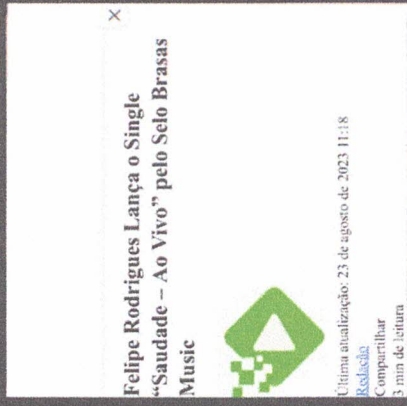 ×
Felipe Rodrigues Lança o Single
“Saudade – Ao Vivo” pelo Selo Brasas
Music
Última atualização: 23 de agosto de 2023 11:18
Redação
Compartilhar
3 min de leitura